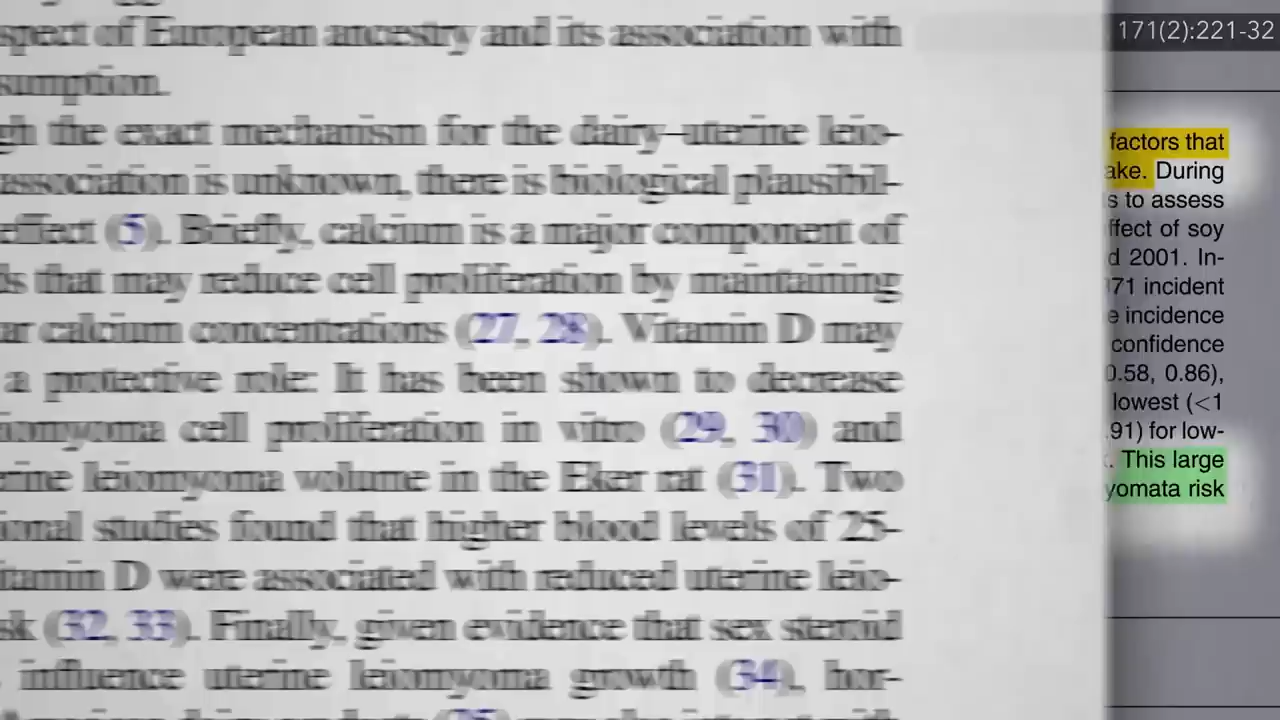 spect of European ancestry and its association with
sumption.
gh the exact mechanism for the dairy–uterine leio-
association is unknown, there is biological plausibil-
effect (5). Briefly, calcium is a major component of
ds that may reduce cell proliferation by maintaining
ar calcium concentrations (27, 28). Vitamin D may
a protective role: It has been shown to decrease
iomyoma cell proliferation in vitro (29, 30) and
rine leiomyoma volume in the Eker rat (31). Two
ional studies found that higher blood levels of 25-
itamin D were associated with reduced uterine leio-
sk (32, 33). Finally, given evidence that sex steroid
influence uterine leiomyoma growth (34), hor-
171(2):221-32
factors that
ake. During
s to assess
ffect of soy
d 2001. In-
71 incident
e incidence
confidence
0.58, 0.86),
lowest (<1
.91) for low-
. This large
yomata risk